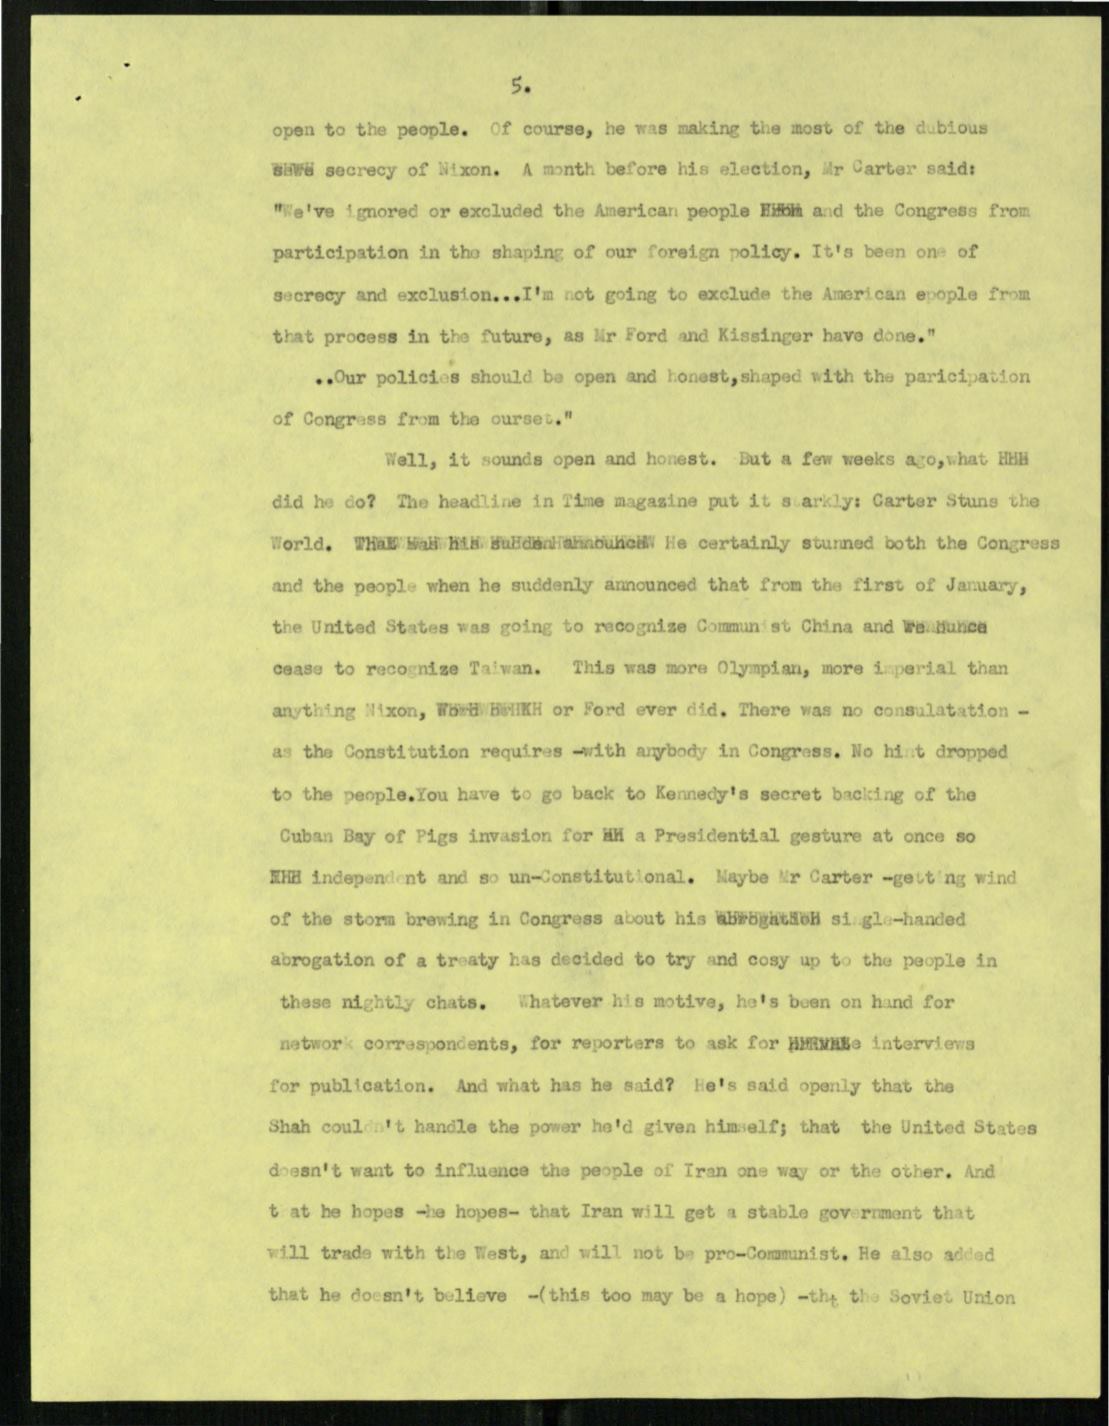 5.
open to the people. Of course, he was making the most of the dubious
secrecy of Nixon. A month before his election, Mr Carter said:
"We've ignored or excluded the American people and the Congress from
participation in the shaping of our foreign policy. It's been one of
secrecy and exclusion...I'm not going to exclude the American epople from
that process in the future, as Mr Ford and Kissinger have done."
..Our policies should be open and honest,shaped with the paricipation
of Congress from the ourset."
Well, it sounds open and honest. But a few weeks ago,what
did he do? The headline in Time magazine put it starkly: Carter Stuns the
World. That was his sudden announcem He certainly stunned both the Congress
and the people when he suddenly announced that from the first of January,
the United States was going to recognize Communist China and
cease to recognize Taiwan. This was more Olympian, more imperial than
anything Nixon, or Ford ever did. There was no consulatation -
as the Constitution requires -with anybody in Congress. No hint dropped
to the people.You have to go back to Kennedy's secret backing of the
Cuban Bay of Pigs invasion for a Presidential gesture at once so
independent and so un-Constitutional. Maybe Mr Carter -getting wind
of the storm brewing in Congress about his abrogation single-handed
abrogation of a treaty has decided to try and cosy up to the people in
these nightly chats. Whatever his motive, he's been on hand for
network correspondents, for reporters to ask for interviews
for publication. And what has he said? He's said openly that the
Shah couldn't handle the power he'd given himself; that the United States
doesn't want to influence the people of Iran one way or the other. And
that he hopes -he hopes- that Iran will get a stable government that
will trade with the West, and will not be pro-Communist. He also added
that he doesn't believe -(this too may be a hope) -tht the Soviet Union